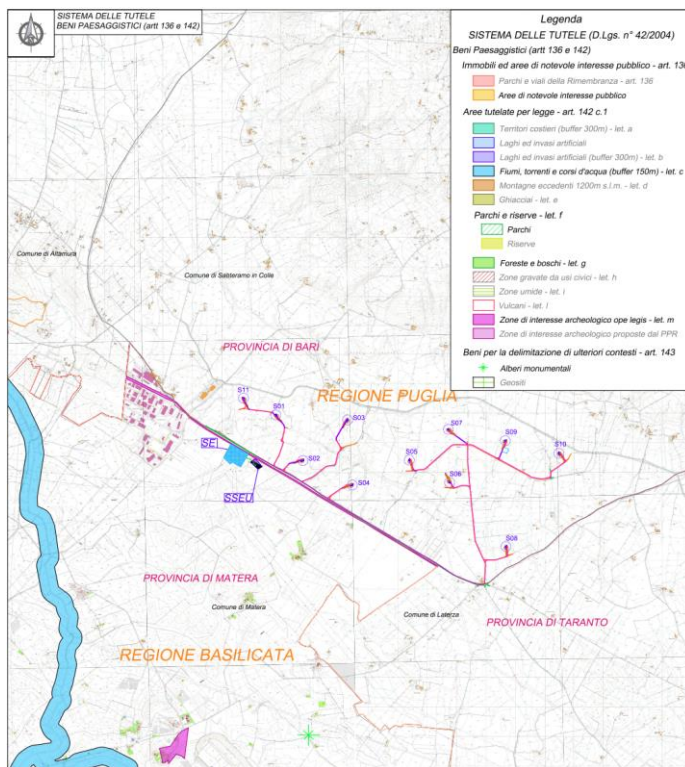 SISTEMA DELLE TUTELE
BENI PAESAGGISTICI (artt 136 e 142)
Legenda
SISTEMA DELLE TUTELE (D.Lgs. n° 42/2004)
Beni Paesaggistici (artt 136 e 142)
Immobili ed aree di notevole interesse pubblico - art. 136
Parchi e viali della Rimembranza - art. 136
Aree di notevole interesse pubblico
Aree tutelate per legge - art. 142 c.1
Territori costieri (buffer 300m) - let. a
Laghi ed invasi artificiali
Laghi ed invasi artificiali (buffer 300m) - let. b
Fiumi, torrenti e corsi d'acqua (buffer 150m) - let. c
Montagne eccedenti 1200m s.l.m. - let. d
Ghiacciai - let. e
Parchi e riserve - let. f
Parchi
Riserve
Foreste e boschi - let. g
Zone gravate da usi civici - let. h
Zone umide - let. i
Vulcani - let. l
Zone di interesse archeologico ope legis - let. m
Zone di interesse archeologico proposte dal PPR
Beni per la delimitazione di ulteriori contesti - art. 143
Alberi monumentali
Geositi
Comune di Altamura
Comune di Santeramo in Colle
PROVINCIA DI BARI
REGIONE PUGLIA
S11
S01
S03
S07
S09
S10
S02
S05
S06
S04
S08
SE
SSEU
PROVINCIA DI MATERA
Comune di Matera
Comune di Laterza
PROVINCIA DI TARANTO
REGIONE BASILICATA